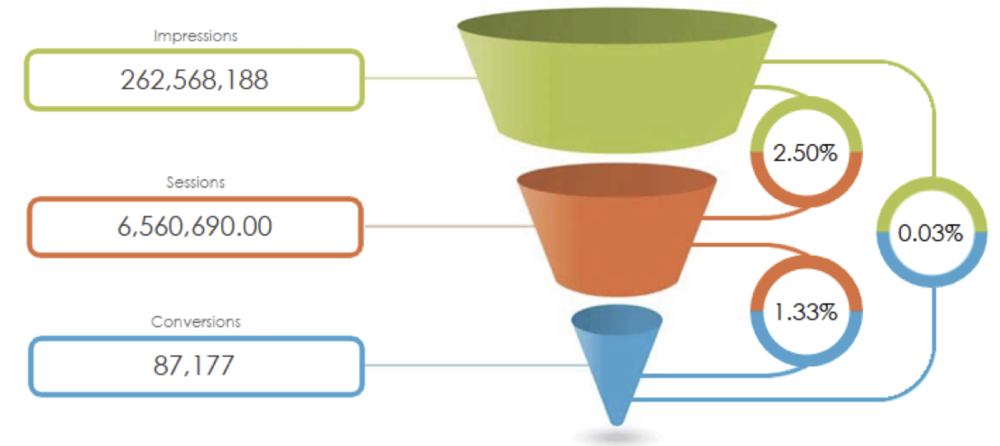 Impressions
262,568,188
2.50%
Sessions
6,560,690.00
0.03%
1.33%
Conversions
87,177